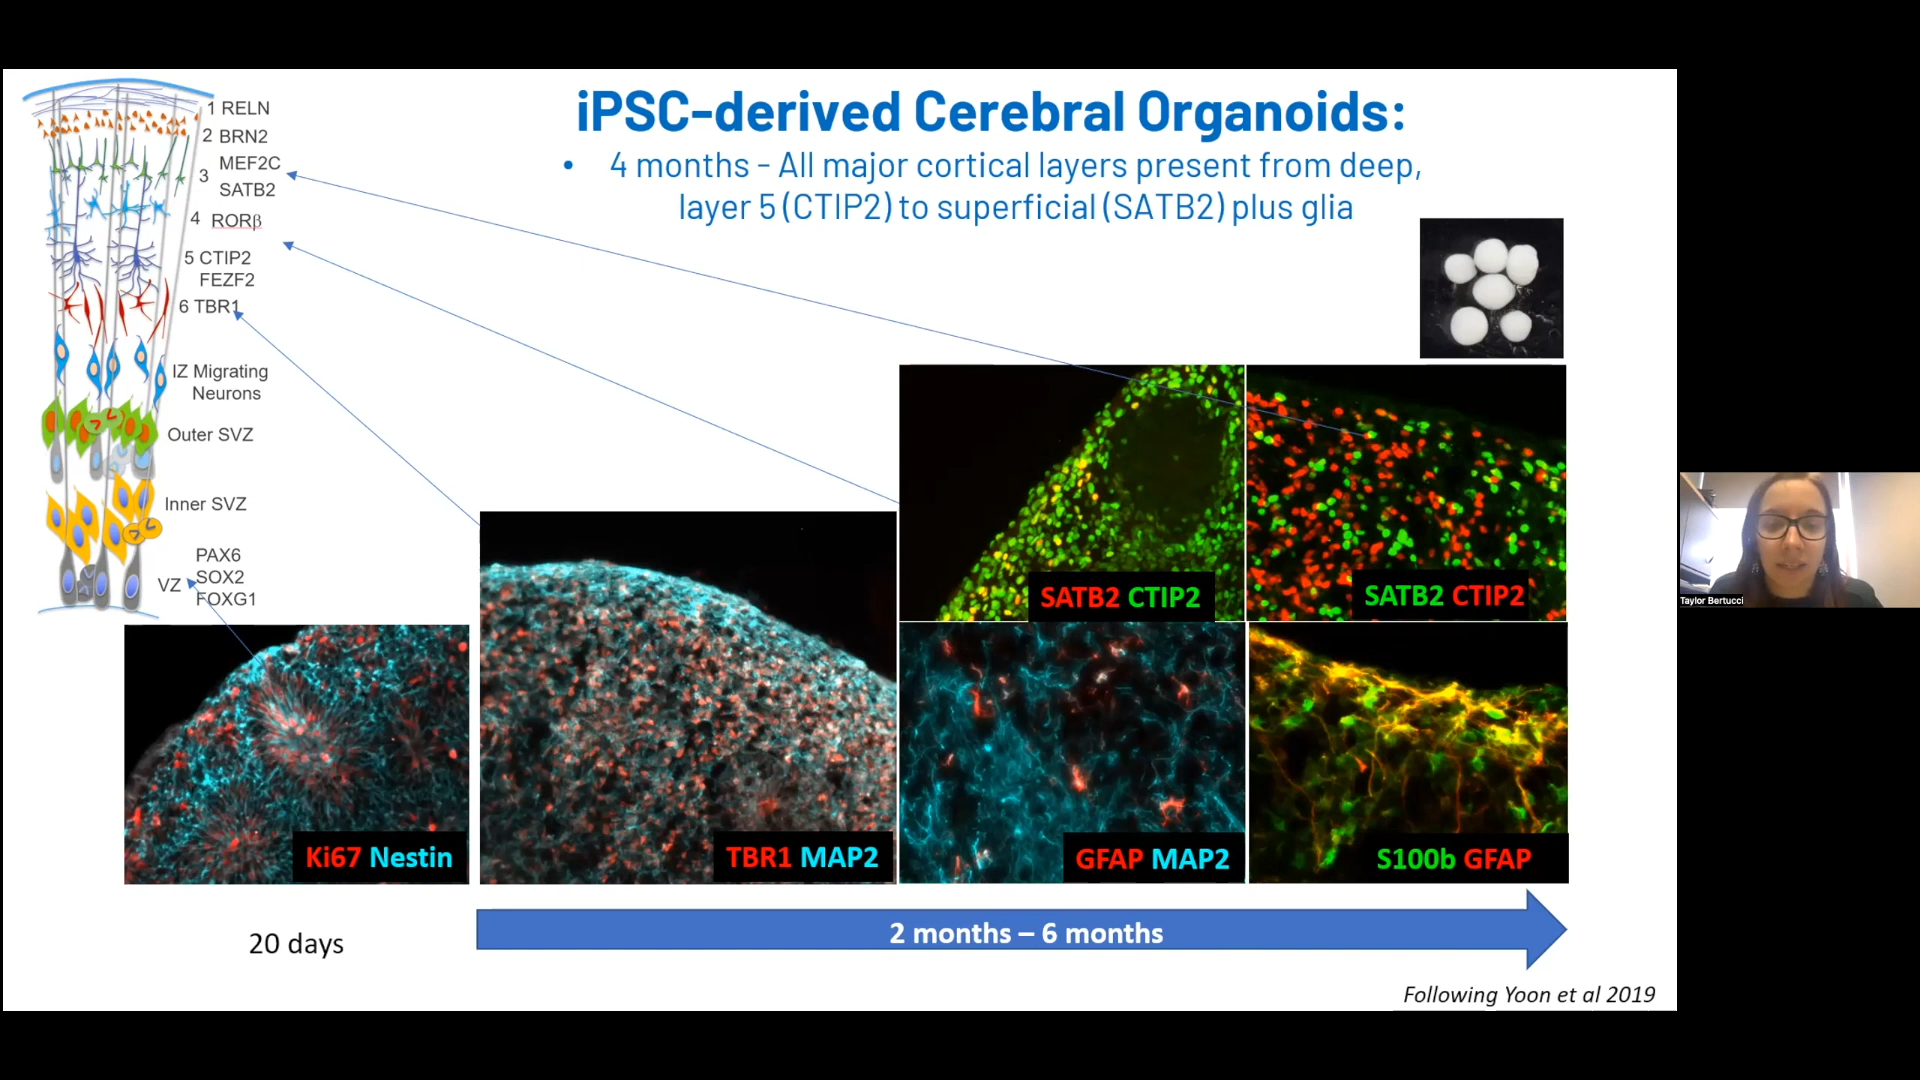 iPSC-derived Cerebral Organoids:
• 4 months - All major cortical layers present from deep,
layer 5 (CTIP2) to superficial (SATB2) plus glia
1 RELN
2 BRN2
MEF2C
3
SATB2
4 RORβ
5 CTIP2
FEZF2
6 TBR1
IZ Migrating
Neurons
Outer SVZ
Inner SVZ
PAX6
VZ SOX2
FOXG1
SATB2 CTIP2
SATB2 CTIP2
Ki67 Nestin
TBR1 MAP2
GFAP MAP2
S100b GFAP
20 days
2 months – 6 months
Following Yoon et al 2019
Taylor Bertucci